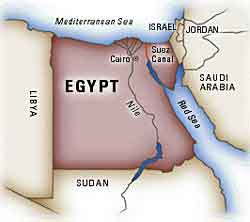 Mediterranean Sea
ISRAEL
JORDAN
Suez
Canal
Cairo
EGYPT
SAUDI
ARABIA
LIBYA
Nile
Red Sea
SUDAN